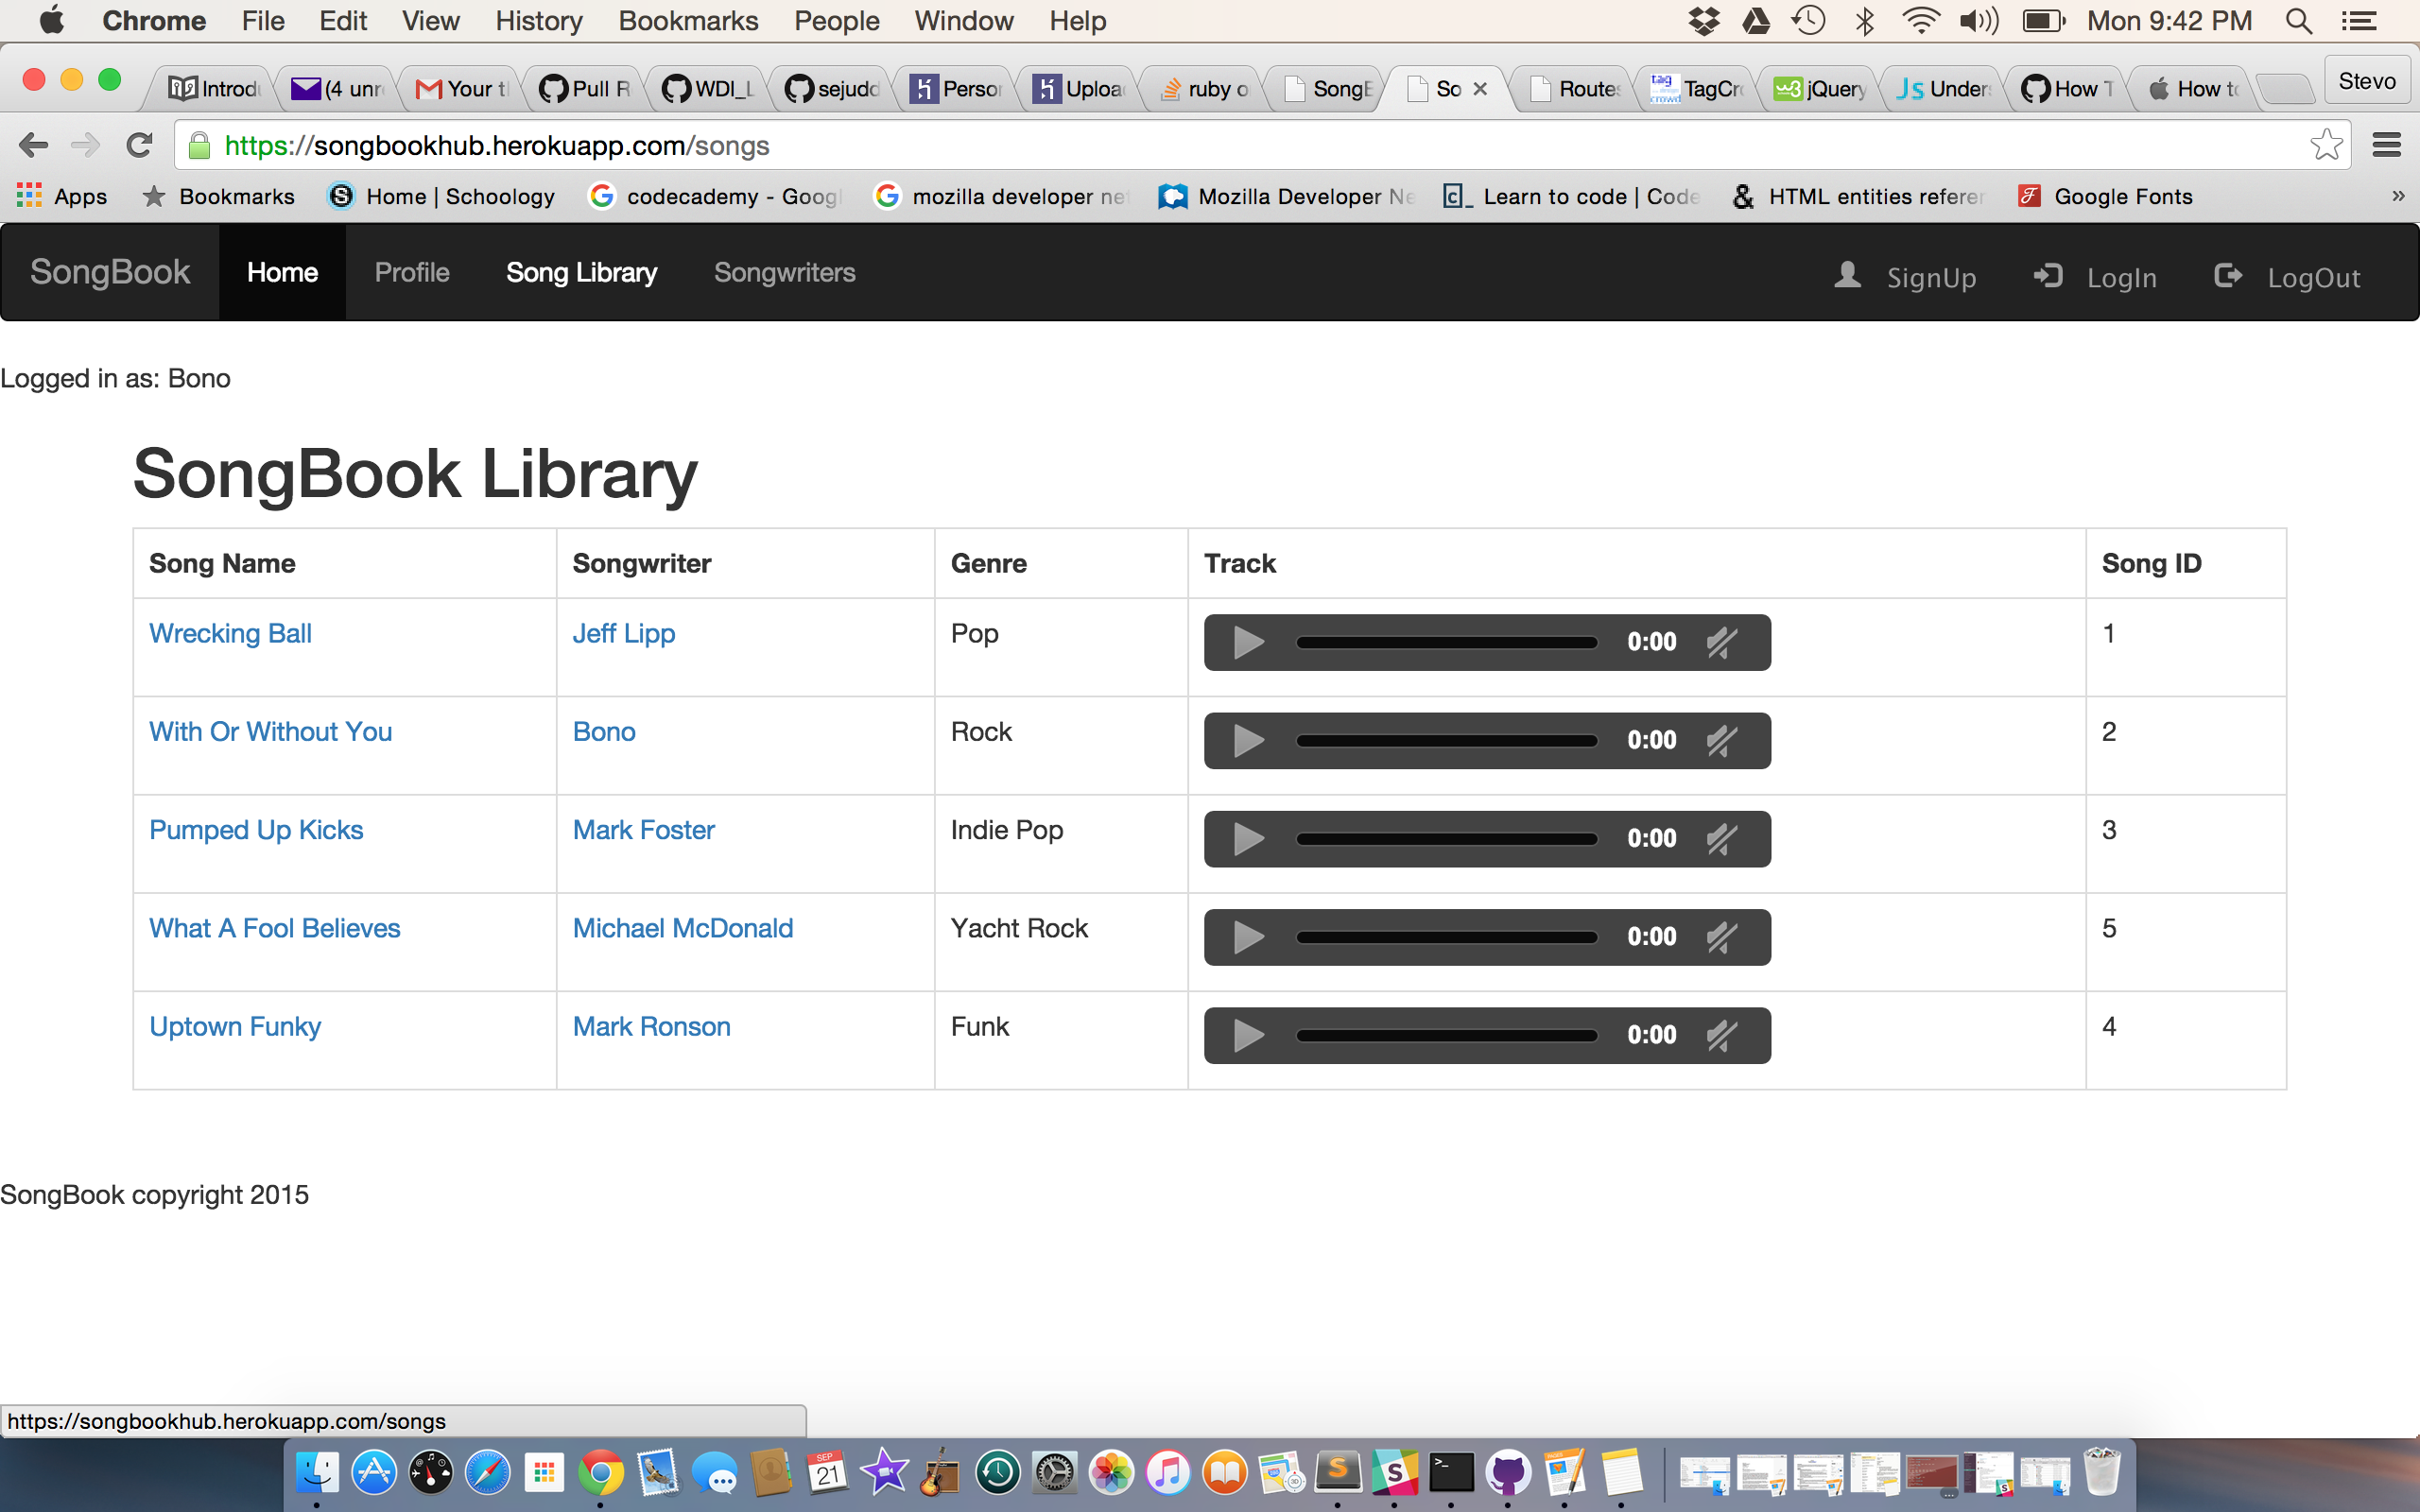 Chrome File Edit View History Bookmarks People Window Help Mon 9:42 PM
Introd (4 unr Your t Pull R WDI_L sejudd Persor Uploa ruby o SongB So Routes TagCr jQuery Under How T How to Stevo
https://songbookhub.herokuapp.com/songs
Apps Bookmarks Home | Schoology codecademy - Googl mozilla developer net Mozilla Developer Ne Learn to code | Code HTML entities referen Google Fonts »
SongBook Home Profile Song Library Songwriters SignUp LogIn LogOut
Logged in as: Bono
SongBook Library
Song Name Songwriter Genre Track Song ID
Wrecking Ball Jeff Lipp Pop 0:00 1
With Or Without You Bono Rock 0:00 2
Pumped Up Kicks Mark Foster Indie Pop 0:00 3
What A Fool Believes Michael McDonald Yacht Rock 0:00 5
Uptown Funky Mark Ronson Funk 0:00 4
SongBook copyright 2015
https://songbookhub.herokuapp.com/songs
SEP
21